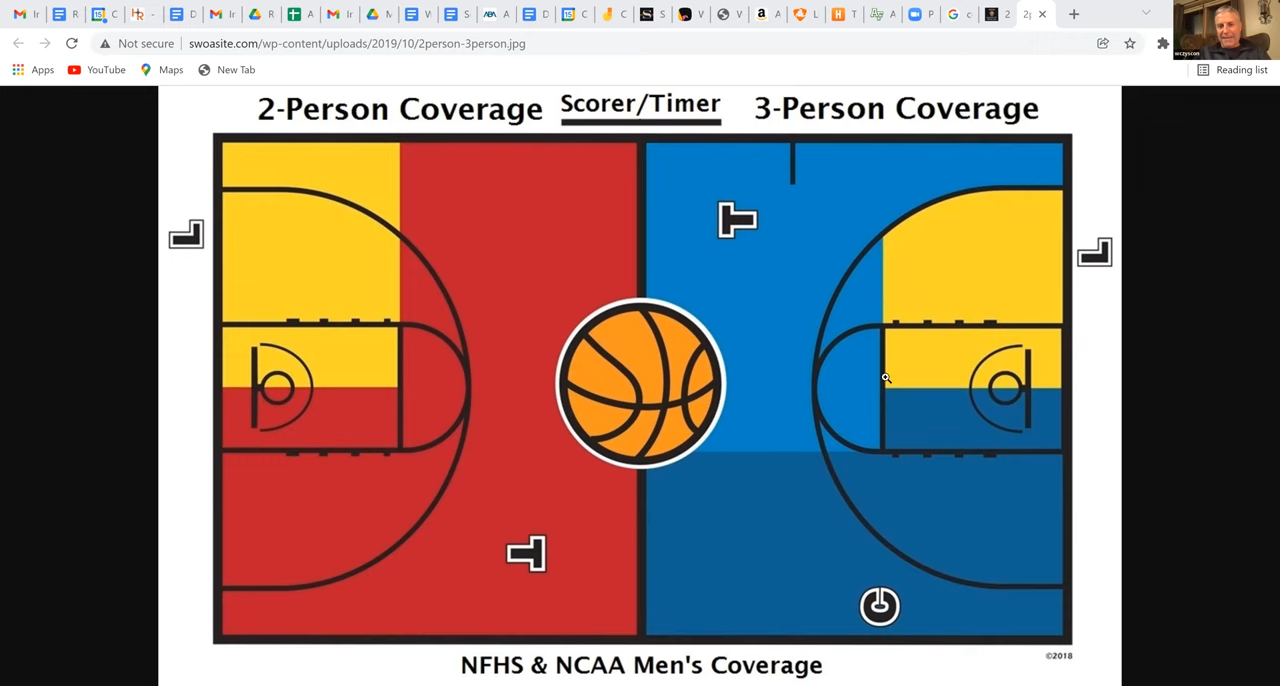 Not secure
swoasite.com/wp-content/uploads/2019/10/2person-3person.jpg
Apps
YouTube
Maps
New Tab
Reading list
wczyscon
2-Person Coverage
Scorer/Timer
3-Person Coverage
L
T
L
T
C
©2018
NFHS & NCAA Men's Coverage